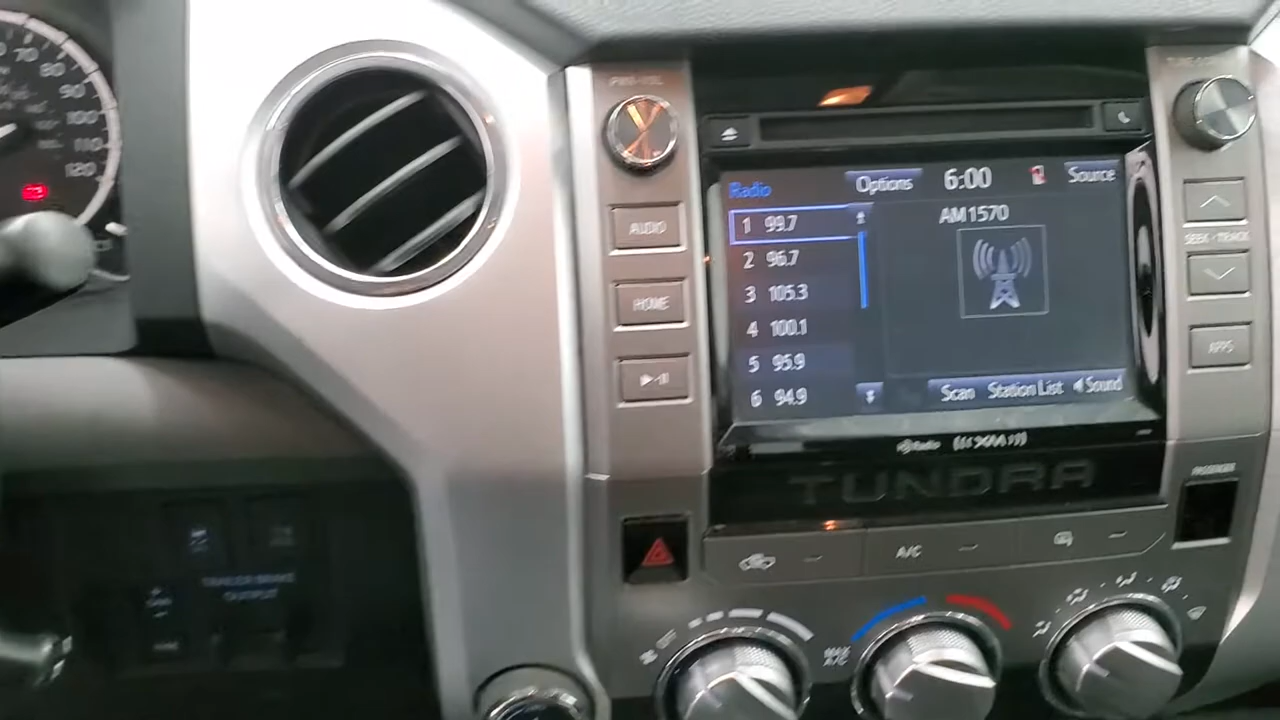 70
80
90
100
110
120
AUDIO
HOME
Radio
Options
6:00
Source
1 99.7
2 96.7
3 105.3
4 100.1
5 95.9
6 94.9
AM1570
Scan
Station List
Sound
SEEK • TRACK
APPS
TUNDRA
PASSENGER
A/C
OFF
MAX
A/C
TRAILER BRAKE
OUTPUT